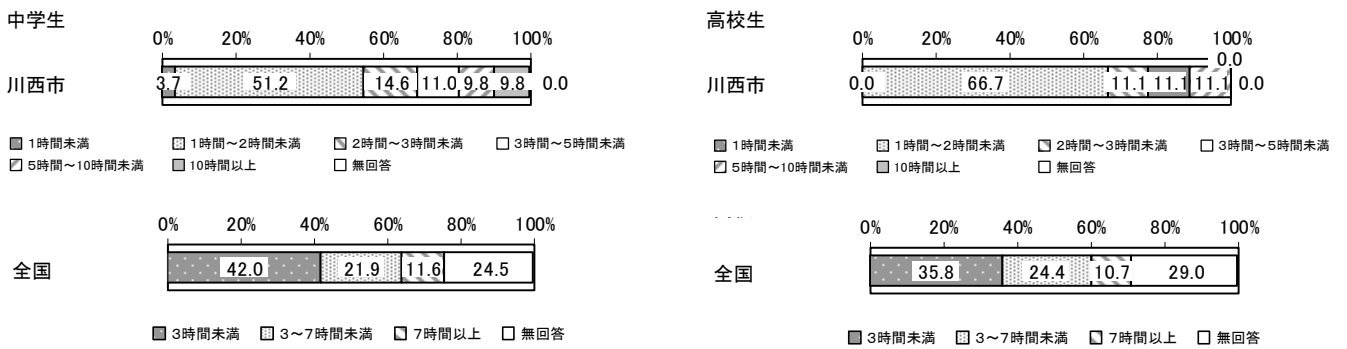 中学生
0% 20% 40% 60% 80% 100%
川西市 3.7 51.2 14.6 11.0 9.8 9.8 0.0
1時間未満 1時間～2時間未満 2時間～3時間未満 3時間～5時間未満
5時間～10時間未満 10時間以上 無回答
0% 20% 40% 60% 80% 100%
全国 42.0 21.9 11.6 24.5
3時間未満 3～7時間未満 7時間以上 無回答
高校生
0% 20% 40% 60% 80% 100%
0.0
川西市 0.0 66.7 11.1 11.1 11.1 0.0
1時間未満 1時間～2時間未満 2時間～3時間未満 3時間～5時間未満
5時間～10時間未満 10時間以上 無回答
0% 20% 40% 60% 80% 100%
全国 35.8 24.4 10.7 29.0
3時間未満 3～7時間未満 7時間以上 無回答